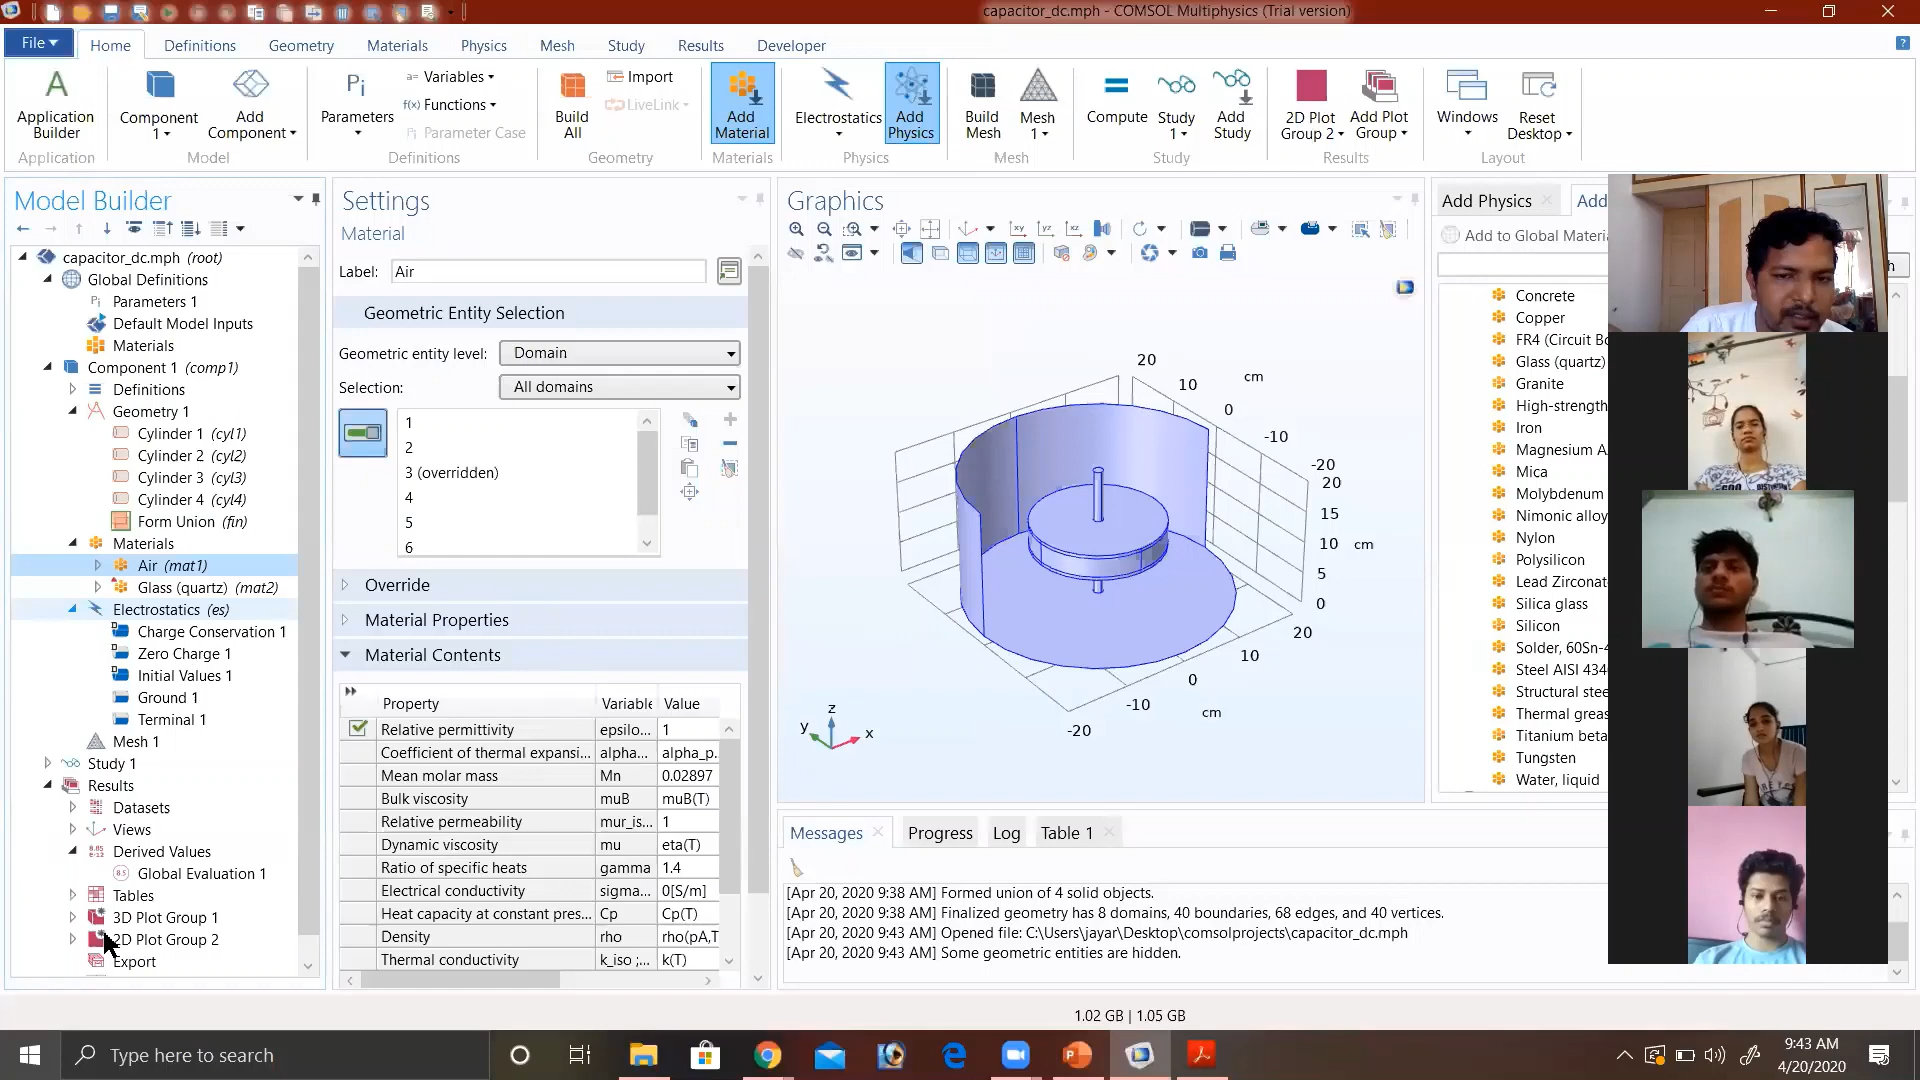 capacitor_dc.mph - COMSOL Multiphysics (Trial version)
File Home Definitions Geometry Materials Physics Mesh Study Results Developer
Application Builder
Application
Component 1
Add Component
Model
Pi Parameters
a= Variables
f(x) Functions
Parameter Case
Definitions
Build All
Import
LiveLink
Geometry
Add Material
Materials
Electrostatics
Add Physics
Physics
Build Mesh
Mesh 1
Mesh
Compute
Study 1
Add Study
Study
2D Plot Group 2
Add Plot Group
Results
Windows
Reset Desktop
Layout
Model Builder
capacitor_dc.mph (root)
Global Definitions
Pi Parameters 1
Default Model Inputs
Materials
Component 1 (comp1)
Definitions
Geometry 1
Cylinder 1 (cyl1)
Cylinder 2 (cyl2)
Cylinder 3 (cyl3)
Cylinder 4 (cyl4)
Form Union (fin)
Materials
Air (mat1)
Glass (quartz) (mat2)
Electrostatics (es)
Charge Conservation 1
Zero Charge 1
Initial Values 1
Ground 1
Terminal 1
Mesh 1
Study 1
Results
Datasets
Views
Derived Values
Global Evaluation 1
Tables
3D Plot Group 1
2D Plot Group 2
Export
Settings
Material
Label: Air
Geometric Entity Selection
Geometric entity level: Domain
Selection: All domains
1
2
3 (overridden)
4
5
6
Override
Material Properties
Material Contents
Property Variable Value
Relative permittivity epsilo... 1
Coefficient of thermal expansi... alpha... alpha_p...
Mean molar mass Mn 0.02897
Bulk viscosity muB muB(T)
Relative permeability mur_is... 1
Dynamic viscosity mu eta(T)
Ratio of specific heats gamma 1.4
Electrical conductivity sigma... 0[S/m]
Heat capacity at constant pres... Cp Cp(T)
Density rho rho(pA,T
Thermal conductivity k_iso ;... k(T)
Graphics
20
10
cm
0
-10
-20
20
15
10 cm
5
0
20
10
0
-10 cm
-20
z
y x
Add Physics Add
Add to Global Materia
h
Concrete
Copper
FR4 (Circuit Bo
Glass (quartz)
Granite
High-strength
Iron
Magnesium A
Mica
Molybdenum
Nimonic alloy
Nylon
Polysilicon
Lead Zirconat
Silica glass
Silicon
Solder, 60Sn-4
Steel AISI 434
Structural stee
Thermal greas
Titanium beta
Tungsten
Water, liquid
Messages Progress Log Table 1
[Apr 20, 2020 9:38 AM] Formed union of 4 solid objects.
[Apr 20, 2020 9:38 AM] Finalized geometry has 8 domains, 40 boundaries, 68 edges, and 40 vertices.
[Apr 20, 2020 9:43 AM] Opened file: C:\Users\jayar\Desktop\comsolprojects\capacitor_dc.mph
[Apr 20, 2020 9:43 AM] Some geometric entities are hidden.
1.02 GB | 1.05 GB
Type here to search
9:43 AM
4/20/2020